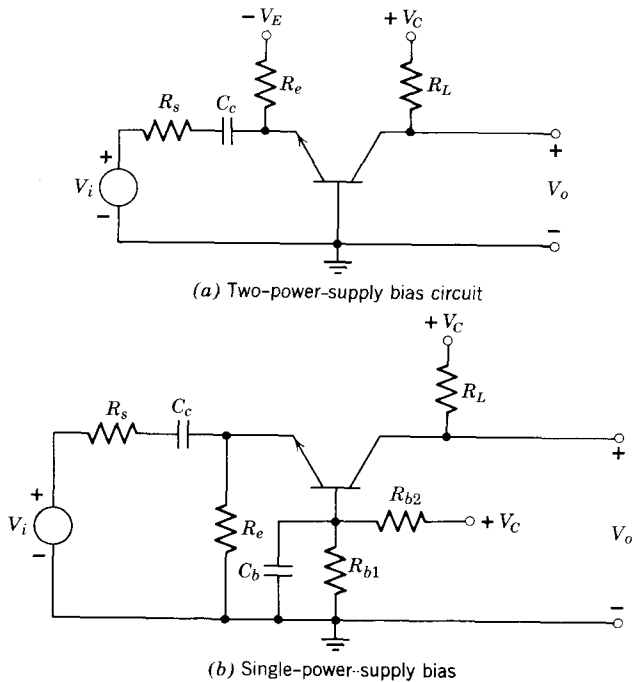 − V_E
+ V_C
R_e
R_L
R_s
C_c
+
V_i
−
+
V_o
−
(a) Two-power-supply bias circuit
+ V_C
R_L
R_s
C_c
+
V_i
−
R_e
R_b2
+ V_C
C_b
R_b1
+
V_o
−
(b) Single-power-supply bias